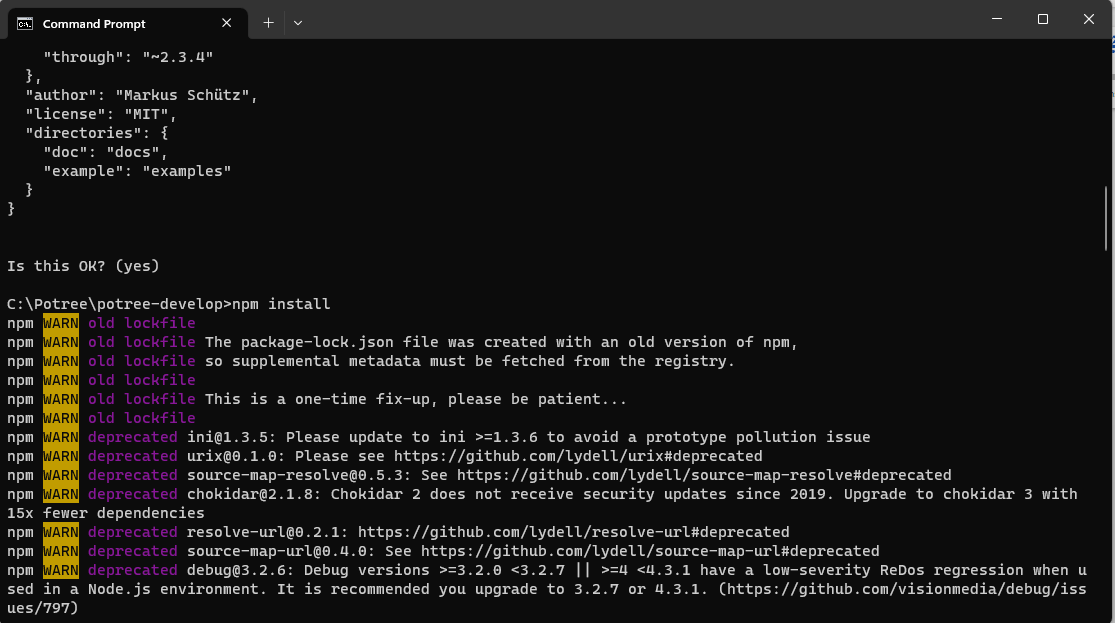 Command Prompt
    "through": "~2.3.4"
  },
  "author": "Markus Schütz",
  "license": "MIT",
  "directories": {
    "doc": "docs",
    "example": "examples"
  }
}
Is this OK? (yes)
C:\Potree\potree-develop>npm install
npm WARN old lockfile
npm WARN old lockfile The package-lock.json file was created with an old version of npm,
npm WARN old lockfile so supplemental metadata must be fetched from the registry.
npm WARN old lockfile
npm WARN old lockfile This is a one-time fix-up, please be patient...
npm WARN old lockfile
npm WARN deprecated ini@1.3.5: Please update to ini >=1.3.6 to avoid a prototype pollution issue
npm WARN deprecated urix@0.1.0: Please see https://github.com/lydell/urix#deprecated
npm WARN deprecated source-map-resolve@0.5.3: See https://github.com/lydell/source-map-resolve#deprecated
npm WARN deprecated chokidar@2.1.8: Chokidar 2 does not receive security updates since 2019. Upgrade to chokidar 3 with
15x fewer dependencies
npm WARN deprecated resolve-url@0.2.1: https://github.com/lydell/resolve-url#deprecated
npm WARN deprecated source-map-url@0.4.0: See https://github.com/lydell/source-map-url#deprecated
npm WARN deprecated debug@3.2.6: Debug versions >=3.2.0 <3.2.7 || >=4 <4.3.1 have a low-severity ReDos regression when u
sed in a Node.js environment. It is recommended you upgrade to 3.2.7 or 4.3.1. (https://github.com/visionmedia/debug/iss
ues/797)